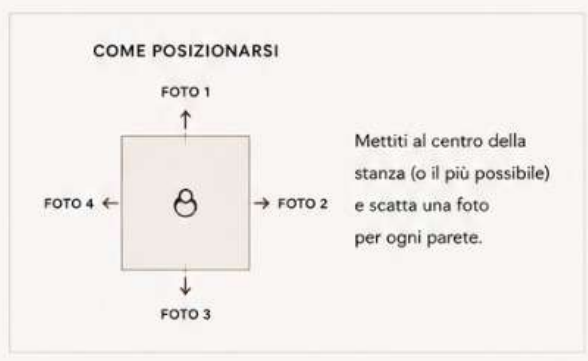 COME POSIZIONARSI
FOTO 1
FOTO 4
FOTO 2
FOTO 3
Mettiti al centro della
stanza (o il più possibile)
e scatta una foto
per ogni parete.